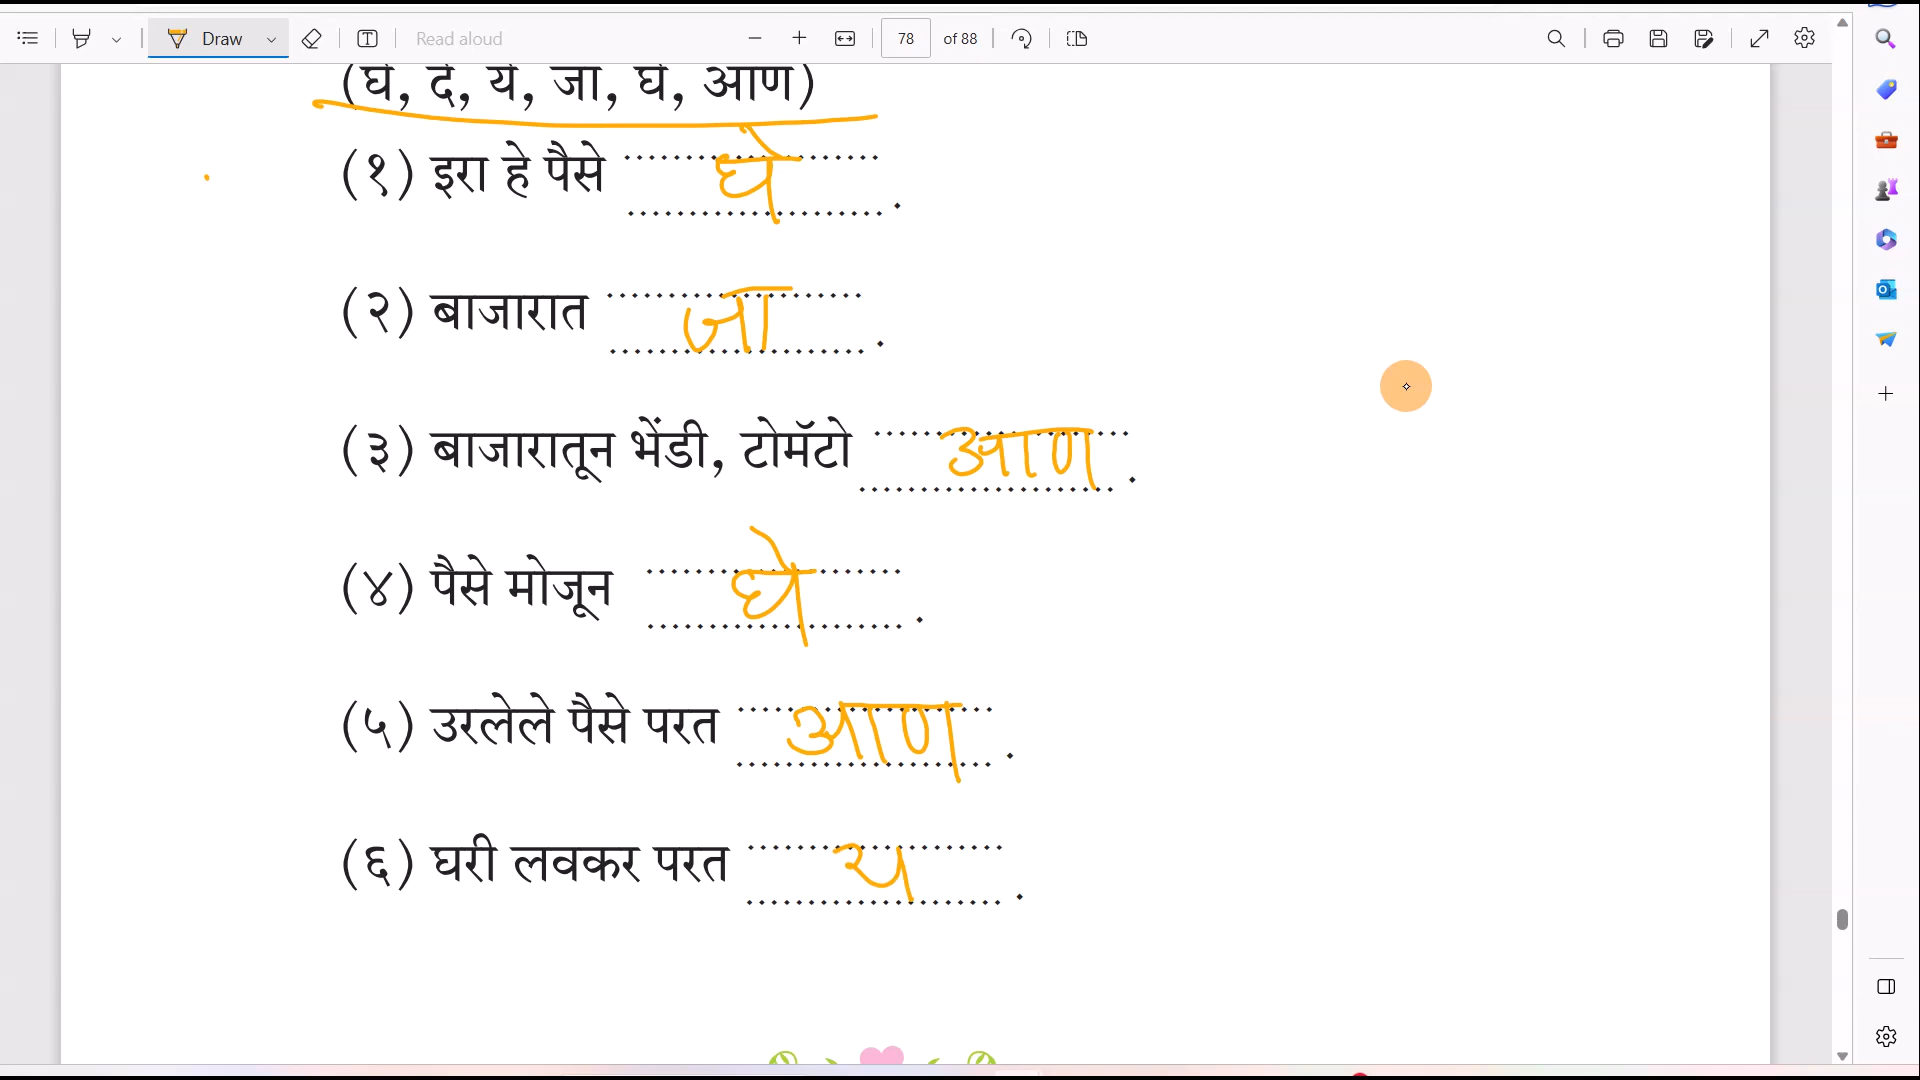 Draw
Read aloud
78 of 88
(घे, दे, ये, जा, घे, आण)
(१) इरा हे पैसे घे.
(२) बाजारात जा.
(३) बाजारातून भेंडी, टोमॅटो आण.
(४) पैसे मोजून घे.
(५) उरलेले पैसे परत आण.
(६) घरी लवकर परत य.